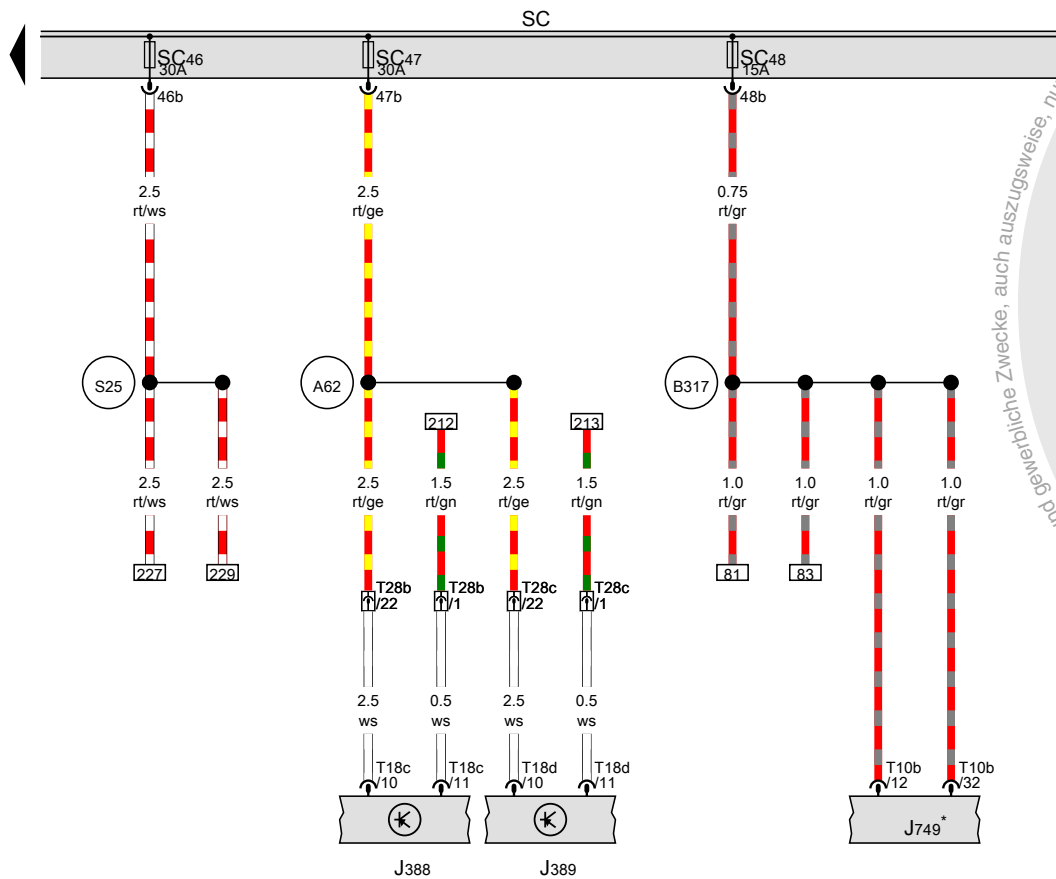 SC
SC46
30A
SC47
30A
SC48
15A
46b
47b
48b
2.5
rt/ws
2.5
rt/ge
0.75
rt/gr
S25
A62
B317
212
213
2.5
rt/ws
2.5
rt/ws
2.5
rt/ge
1.5
rt/gn
2.5
rt/ge
1.5
rt/gn
1.0
rt/gr
1.0
rt/gr
1.0
rt/gr
1.0
rt/gr
227
229
81
83
T28b
/22
T28b
/1
T28c
/22
T28c
/1
2.5
ws
0.5
ws
2.5
ws
0.5
ws
T18c
/10
T18c
/11
T18d
/10
T18d
/11
T10b
/12
T10b
/32
J749*
J388
J389
gewerbliche Zwecke, auch auszugsweise,